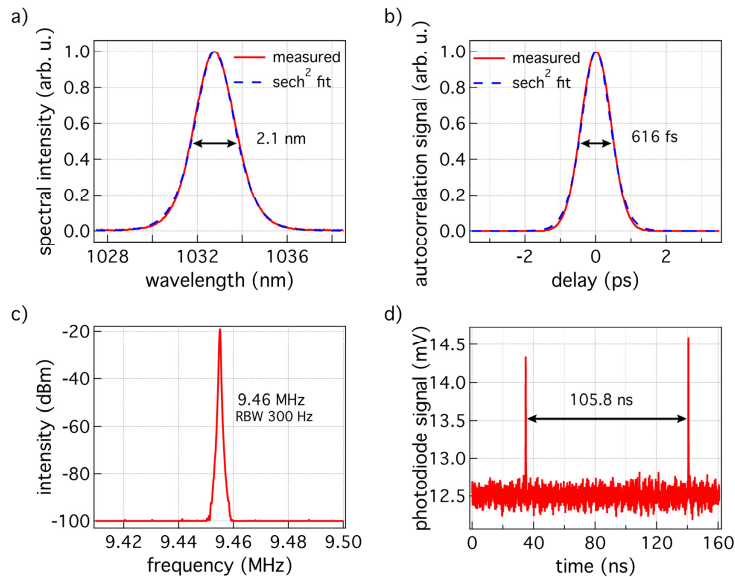 a)
spectral intensity (arb. u.)
1.0
0.8
0.6
0.4
0.2
0.0
measured
sech² fit
2.1 nm
1028
1032
1036
wavelength (nm)
b)
autocorrelation signal (arb. u.)
1.0
0.8
0.6
0.4
0.2
0.0
measured
sech² fit
616 fs
-2
0
2
delay (ps)
c)
intensity (dBm)
-20
-40
-60
-80
-100
9.46 MHz
RBW 300 Hz
9.42
9.44
9.46
9.48
9.50
frequency (MHz)
d)
photodiode signal (mV)
14.5
14.0
13.5
13.0
12.5
105.8 ns
0
40
80
120
160
time (ns)